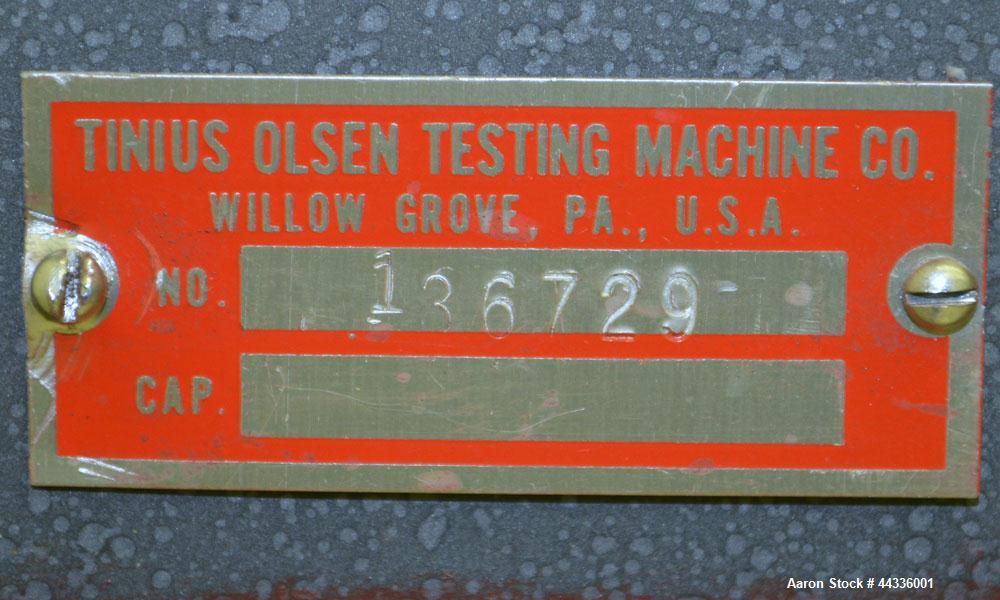 TINIUS OLSEN TESTING MACHINE CO.
WILLOW GROVE, PA., U.S.A.
NO. 136729-
CAP.
Aaron Stock # 44336001